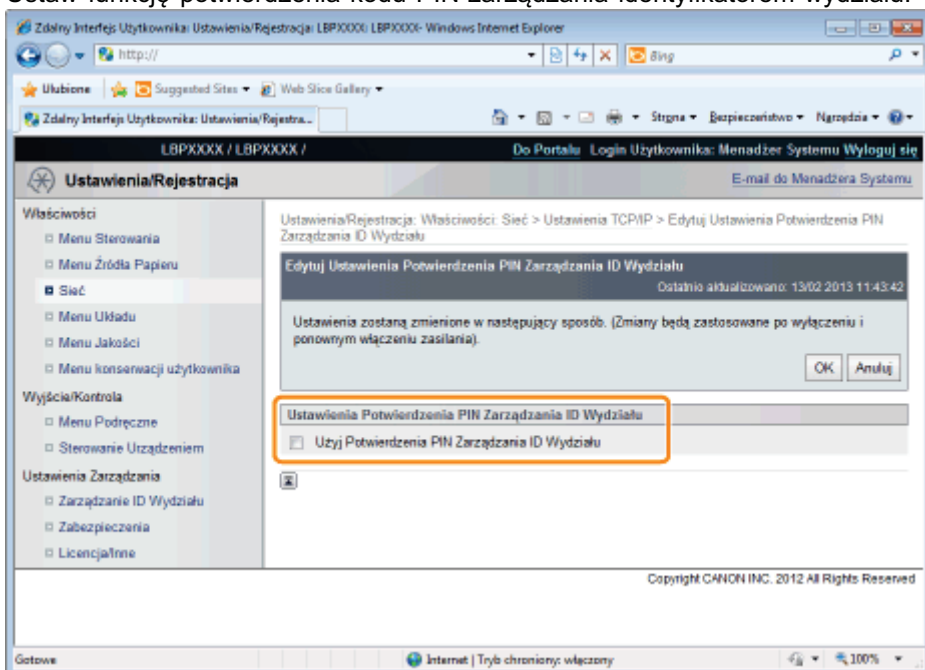 Ustaw funkcję potwierdzenia kodu PIN zarządzania identyfikatorem wydziału.
Zdalny Interfejs Użytkownika: Ustawienia/Rejestracja: LBPXXXX: LBPXXXX- Windows Internet Explorer
http://
Bing
Ulubione Suggested Sites Web Slice Gallery
Zdalny Interfejs Użytkownika: Ustawienia/Rejestra... Strona Bezpieczeństwo Narzędzia
LBPXXXX / LBPXXXX /
Do Portalu Login Użytkownika: Menadżer Systemu Wyloguj się
Ustawienia/Rejestracja
E-mail do Menadżera Systemu
Właściwości
Menu Sterowania
Menu Źródła Papieru
Sieć
Menu Układu
Menu Jakości
Menu konserwacji użytkownika
Wyjście/Kontrola
Menu Podręczne
Sterowanie Urządzeniem
Ustawienia Zarządzania
Zarządzanie ID Wydziału
Zabezpieczenia
Licencja/Inne
Ustawienia/Rejestracja: Właściwości: Sieć > Ustawienia TCP/IP > Edytuj Ustawienia Potwierdzenia PIN
Zarządzania ID Wydziału
Edytuj Ustawienia Potwierdzenia PIN Zarządzania ID Wydziału
Ostatnio aktualizowano: 13/02 2013 11:43:42
Ustawienia zostaną zmienione w następujący sposób. (Zmiany będą zastosowane po wyłączeniu i
ponownym włączeniu zasilania).
OK Anuluj
Ustawienia Potwierdzenia PIN Zarządzania ID Wydziału
Użyj Potwierdzenia PIN Zarządzania ID Wydziału
Copyright CANON INC. 2012 All Rights Reserved
Gotowe
Internet | Tryb chroniony: włączony
100%